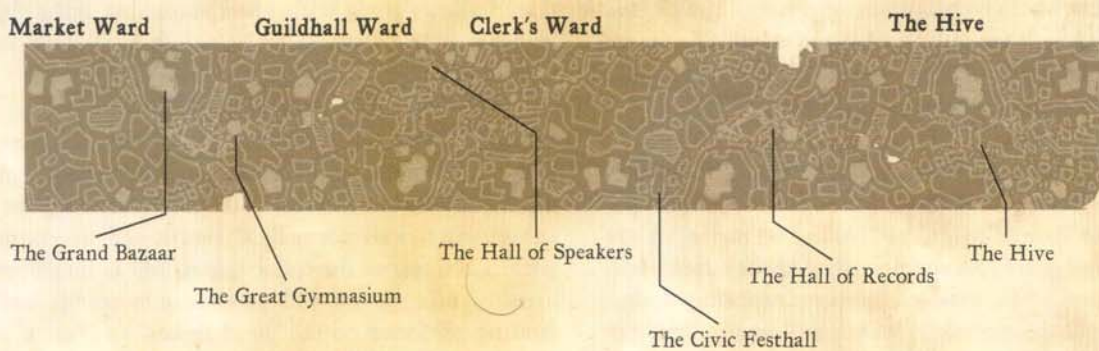 Market Ward
Guildhall Ward
Clerk's Ward
The Hive
The Grand Bazaar
The Great Gymnasium
The Hall of Speakers
The Civic Festhall
The Hall of Records
The Hive